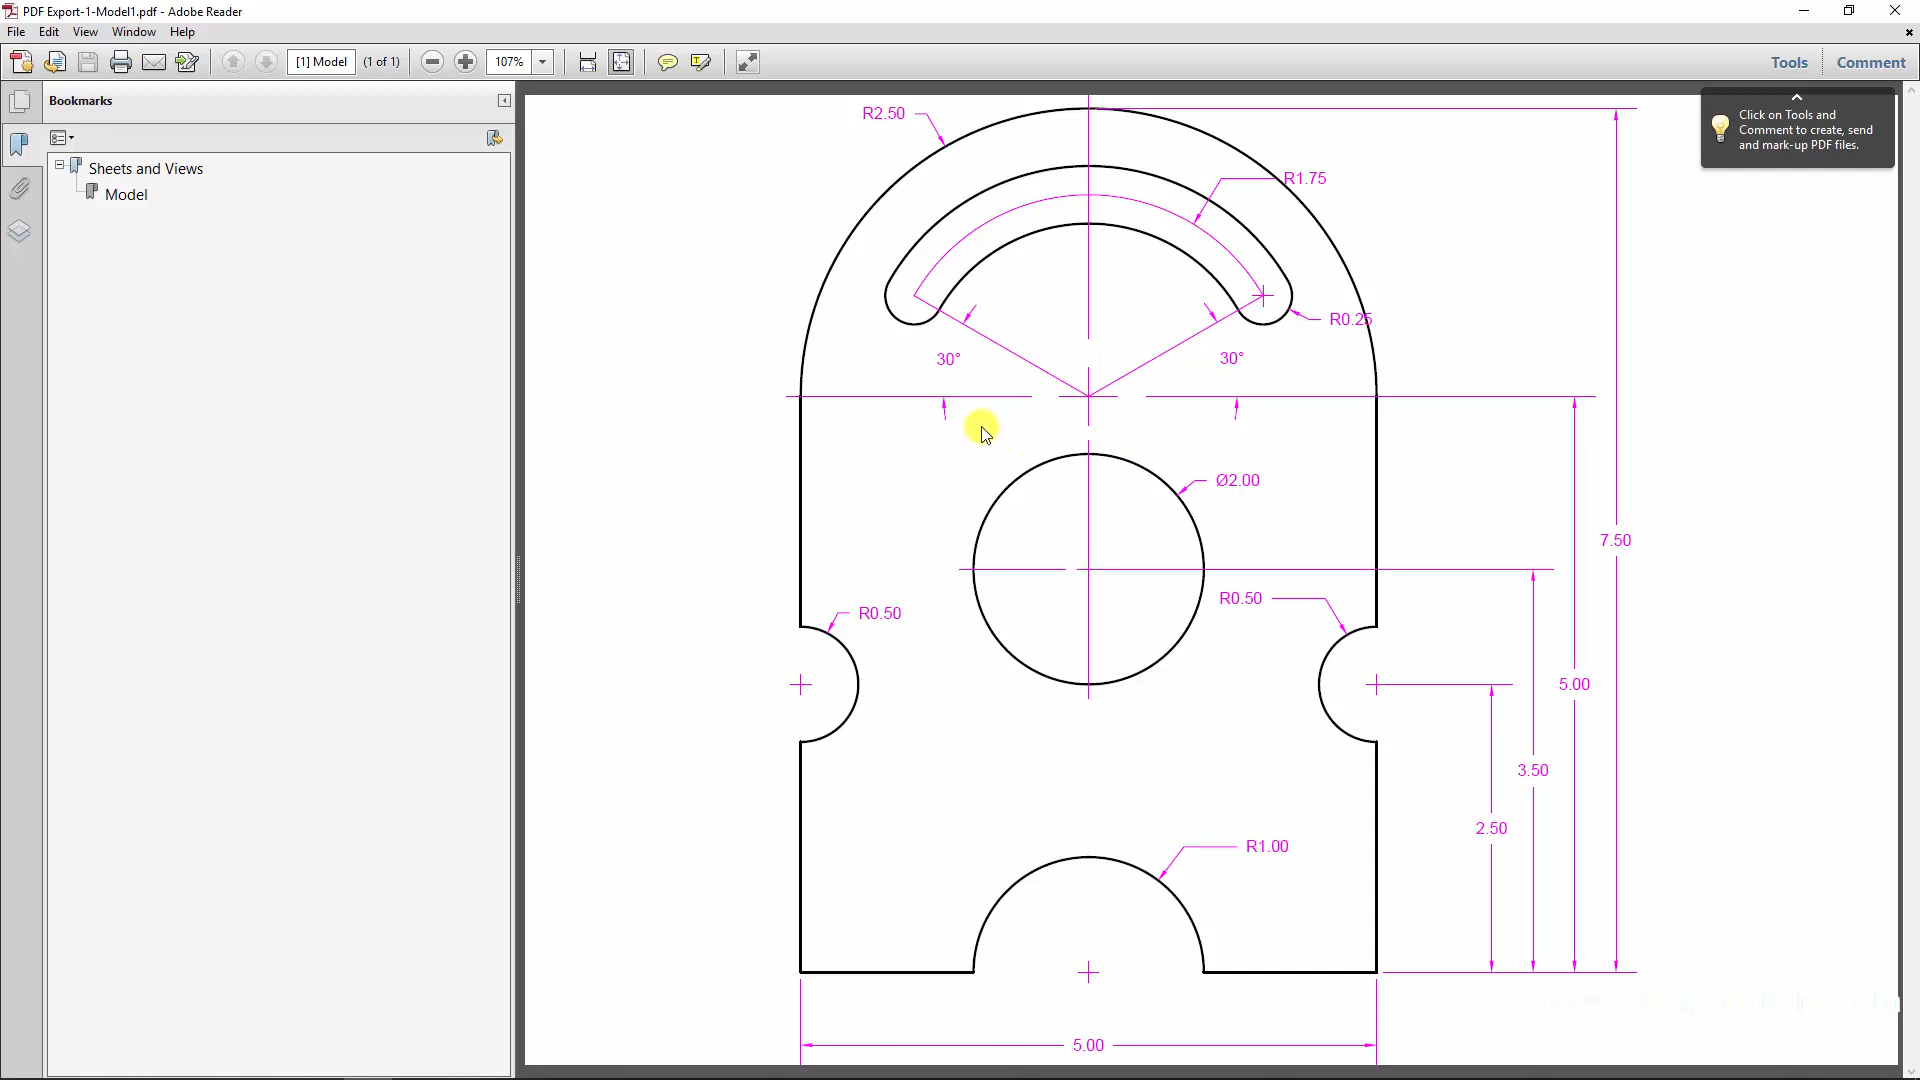 PDF Export-1-Model1.pdf - Adobe Reader
File Edit View Window Help
[1] Model (1 of 1) 107% Tools Comment
Bookmarks
Sheets and Views
Model
Click on Tools and
Comment to create, send
and mark-up PDF files.
R2.50
R1.75
R0.25
30° 30°
Ø2.00
7.50
R0.50 R0.50
5.00
3.50
2.50
R1.00
5.00